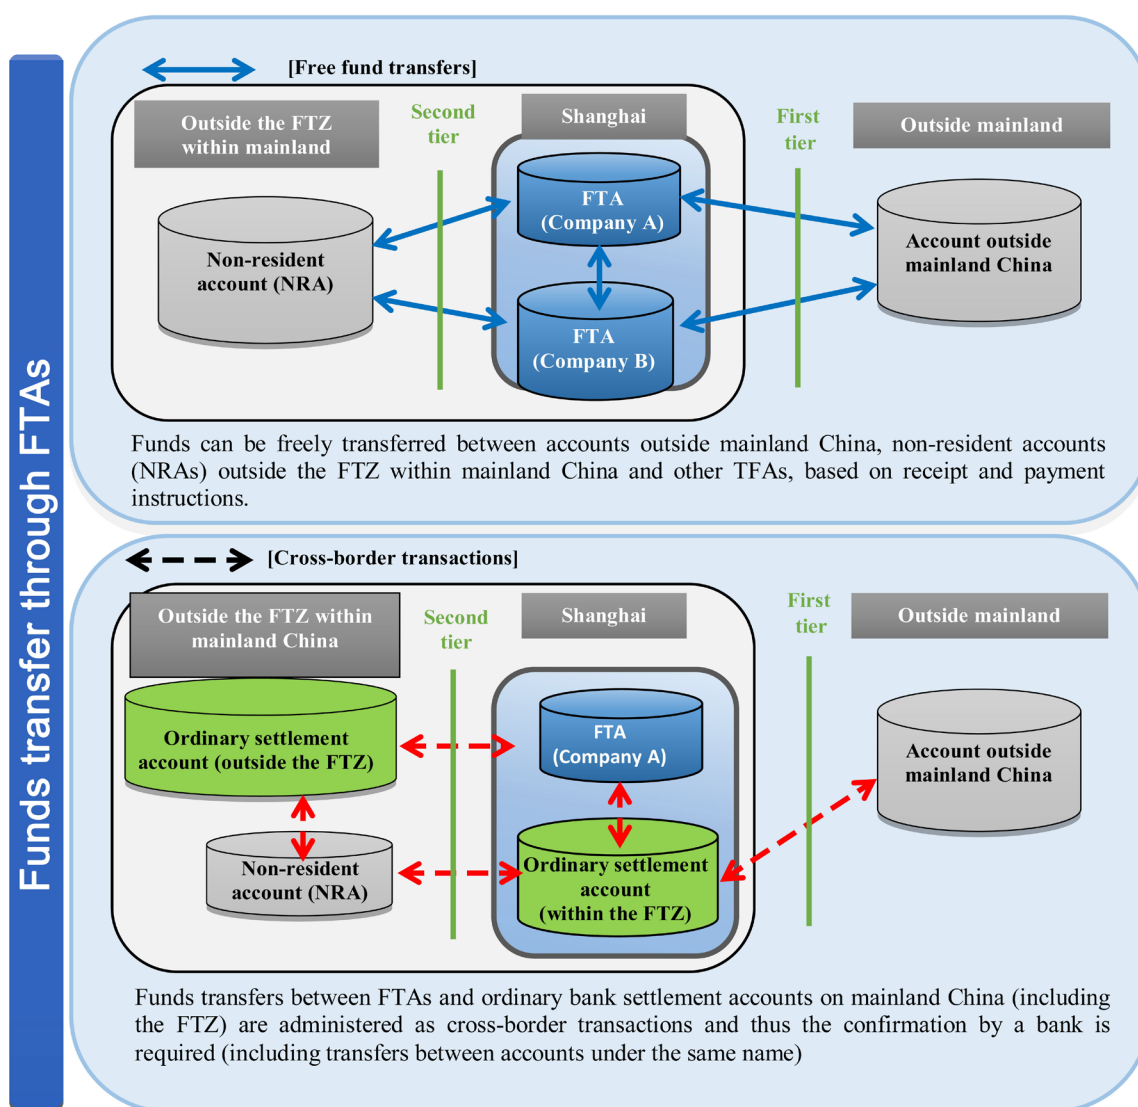 Funds transfer through FTAs
[Free fund transfers]
Outside the FTZ
within mainland
Second
tier
Shanghai
First
tier
Outside mainland
Non-resident
account (NRA)
FTA
(Company A)
FTA
(Company B)
Account outside
mainland China
Funds can be freely transferred between accounts outside mainland China, non-resident accounts
(NRAs) outside the FTZ within mainland China and other TFAs, based on receipt and payment
instructions.
[Cross-border transactions]
Outside the FTZ within
mainland China
Second
tier
Shanghai
First
tier
Outside mainland
Ordinary settlement
account (outside the FTZ)
FTA
(Company A)
Account outside
mainland China
Non-resident
account (NRA)
Ordinary settlement
account
(within the FTZ)
Funds transfers between FTAs and ordinary bank settlement accounts on mainland China (including
the FTZ) are administered as cross-border transactions and thus the confirmation by a bank is
required (including transfers between accounts under the same name)